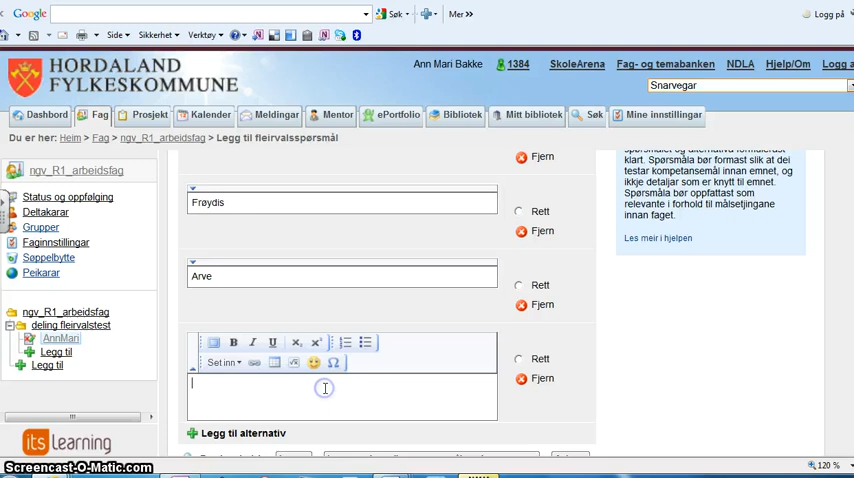 Google
Søk
Mer »
Logg på
Side
Sikkerhet
Verktøy
HORDALAND
FYLKESKOMMUNE
Ann Mari Bakke
1384
SkoleArena
Fag- og temabanken
NDLA
Hjelp/Om
Logg a
Snarvegar
Dashbord
Fag
Prosjekt
Kalender
Meldingar
Mentor
ePortfolio
Bibliotek
Mitt bibliotek
Søk
Mine innstillingar
Du er her: Heim > Fag > ngv_R1_arbeidsfag > Legg til fleirvalsspørsmål
ngv_R1_arbeidsfag
Status og oppfølging
Deltakarar
Grupper
Faginnstillingar
Søppelbytte
Peikarar
ngv_R1_arbeidsfag
deling fleirvalstest
AnnMari
Legg til
Legg til
its learning
Fjern
Frøydis
Rett
Fjern
Arve
Rett
Fjern
B I U x₂ x²
Set inn
Ω
Rett
Fjern
Legg til alternativ
klart. Spørsmåla bør formast slik at dei
testar kompetansemål innan emnet, og
ikkje detaljar som er knytt til emnet.
Spørsmåla bør oppfattast som
relevante i forhold til målsetjingane
innan faget.
Les meir i hjelpen
Screencast-O-Matic.com
120 %